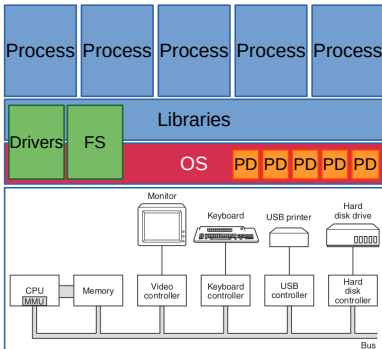 Process Process Process Process Process
Libraries
Drivers FS
OS PD PD PD PD PD
Monitor
Keyboard
USB printer
Hard
disk drive
CPU
MMU
Memory
Video
controller
Keyboard
controller
USB
controller
Hard
disk
controller
Bus